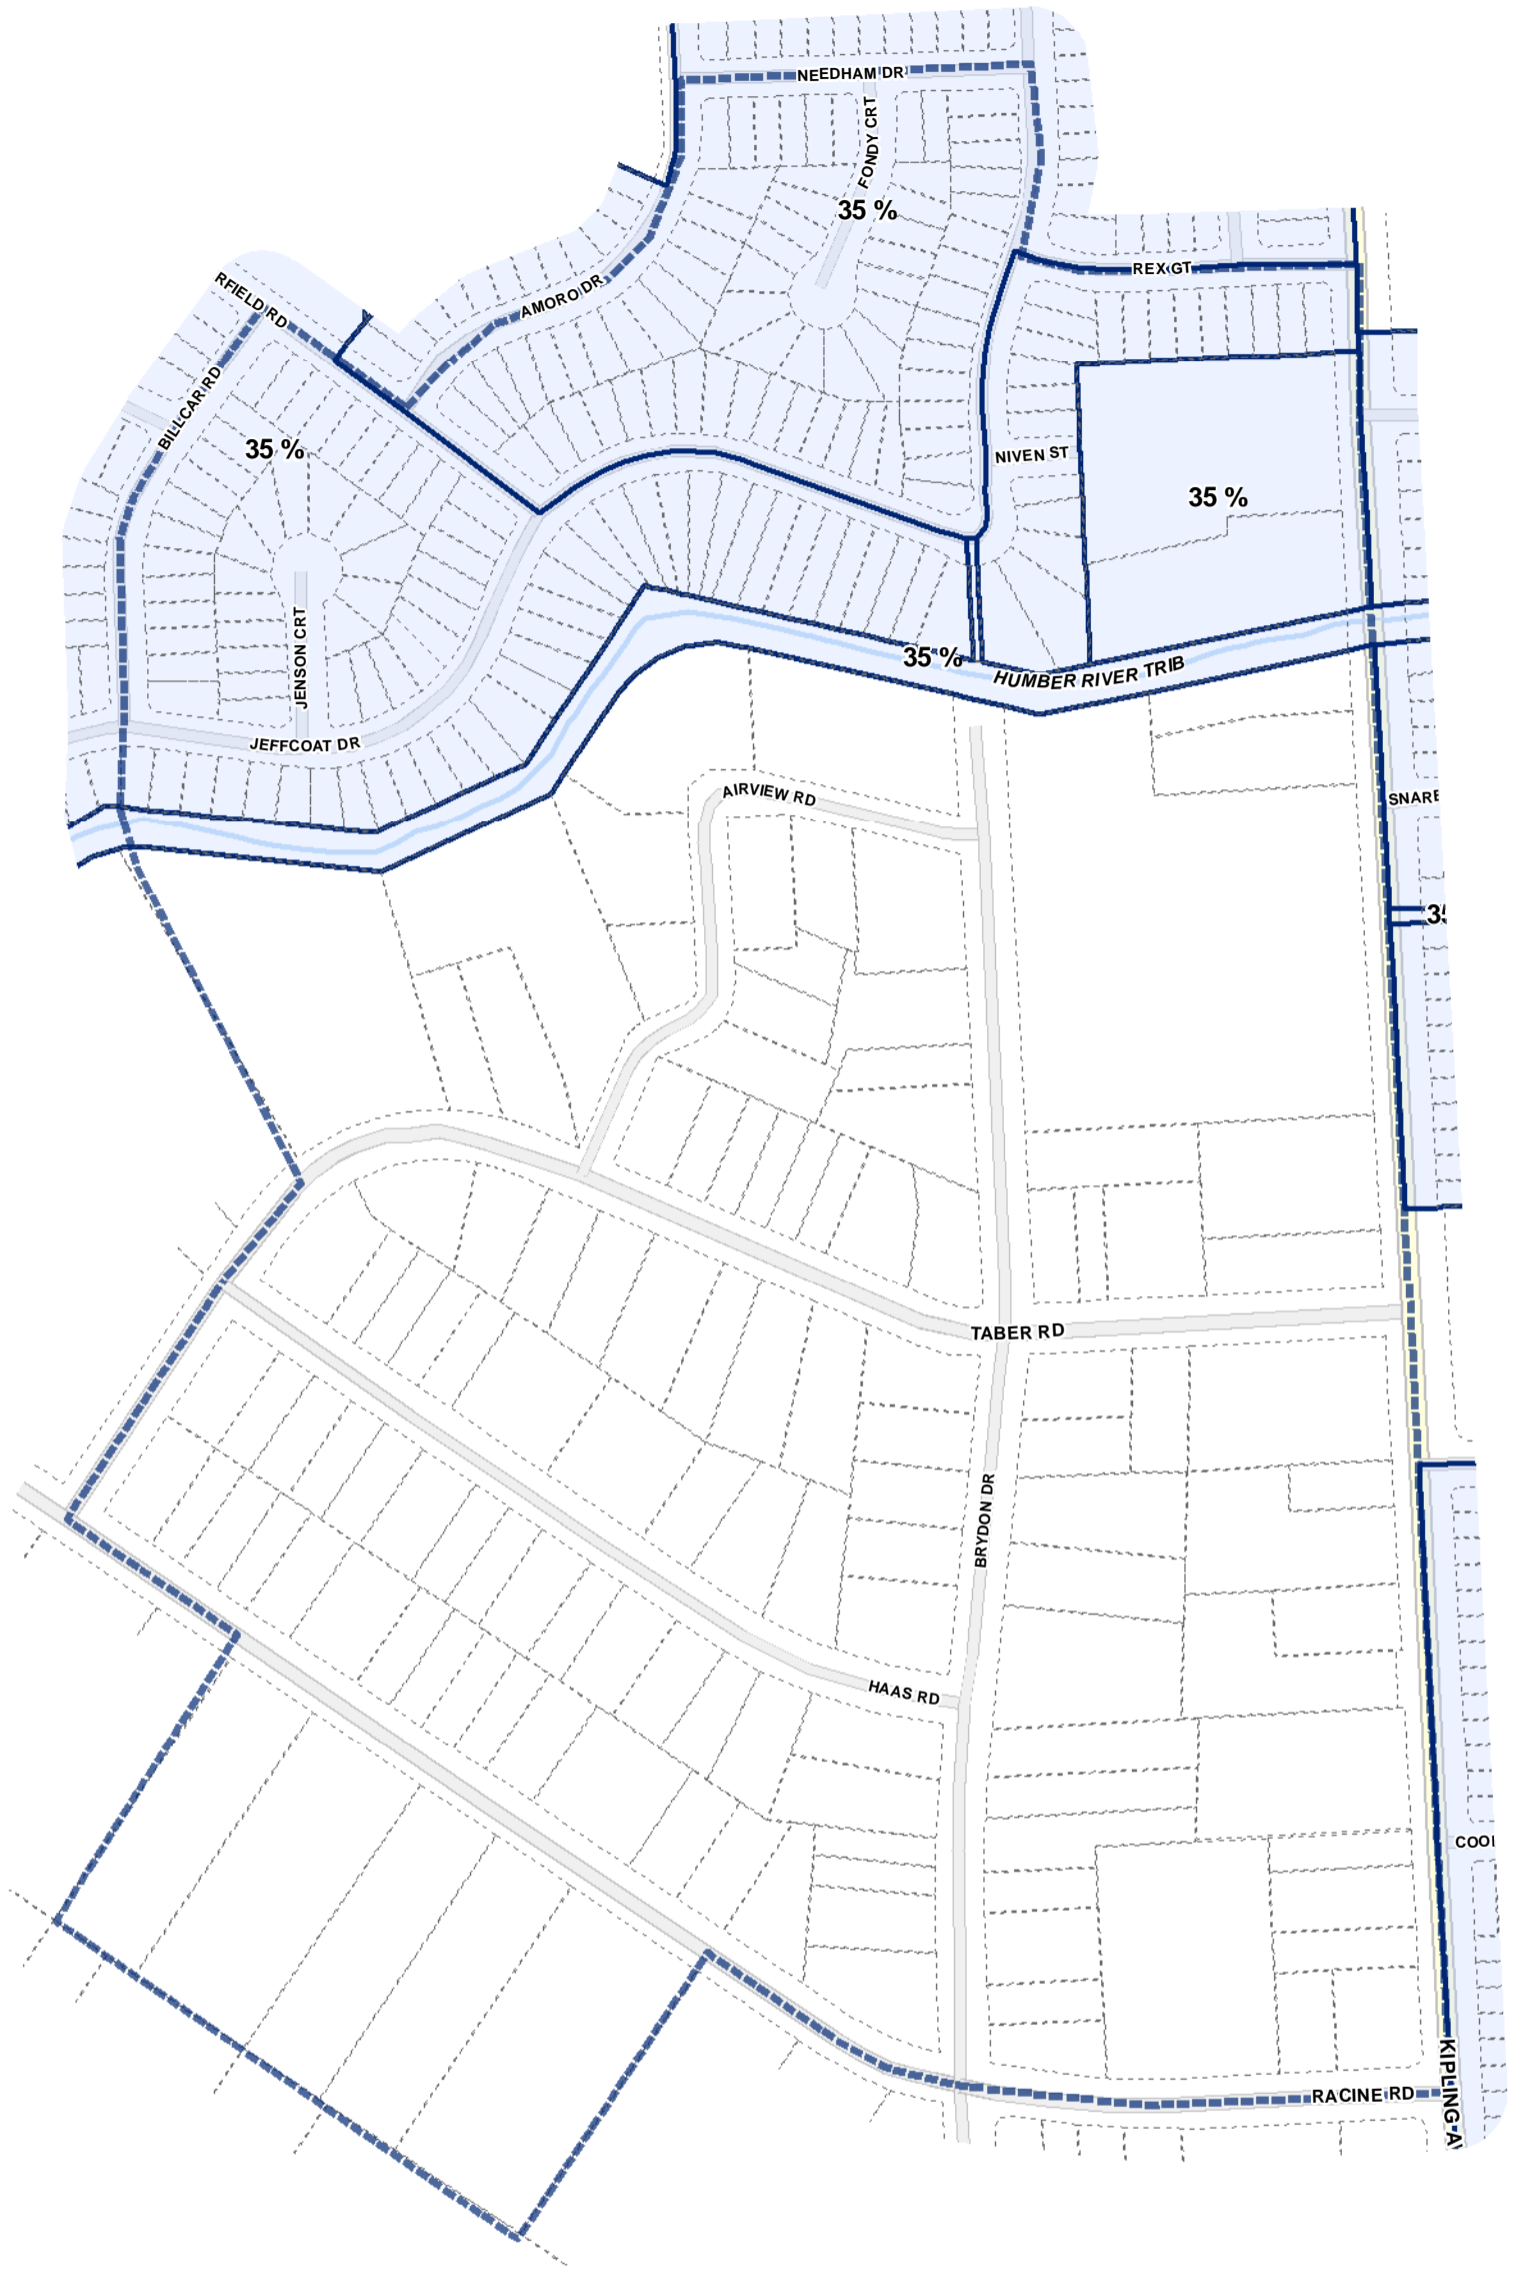 NEEDHAM DR
FONDY CRT
35 %
REX GT
RFIELD RD
AMORO DR
BILLCAR RD
35 %
NIVEN ST
35 %
35 %
HUMBER RIVER TRIB
JENSON CRT
JEFFCOAT DR
AIRVIEW RD
SNARE
35
TABER RD
BRYDON DR
HAAS RD
COO
RACINE RD
KIPLING A